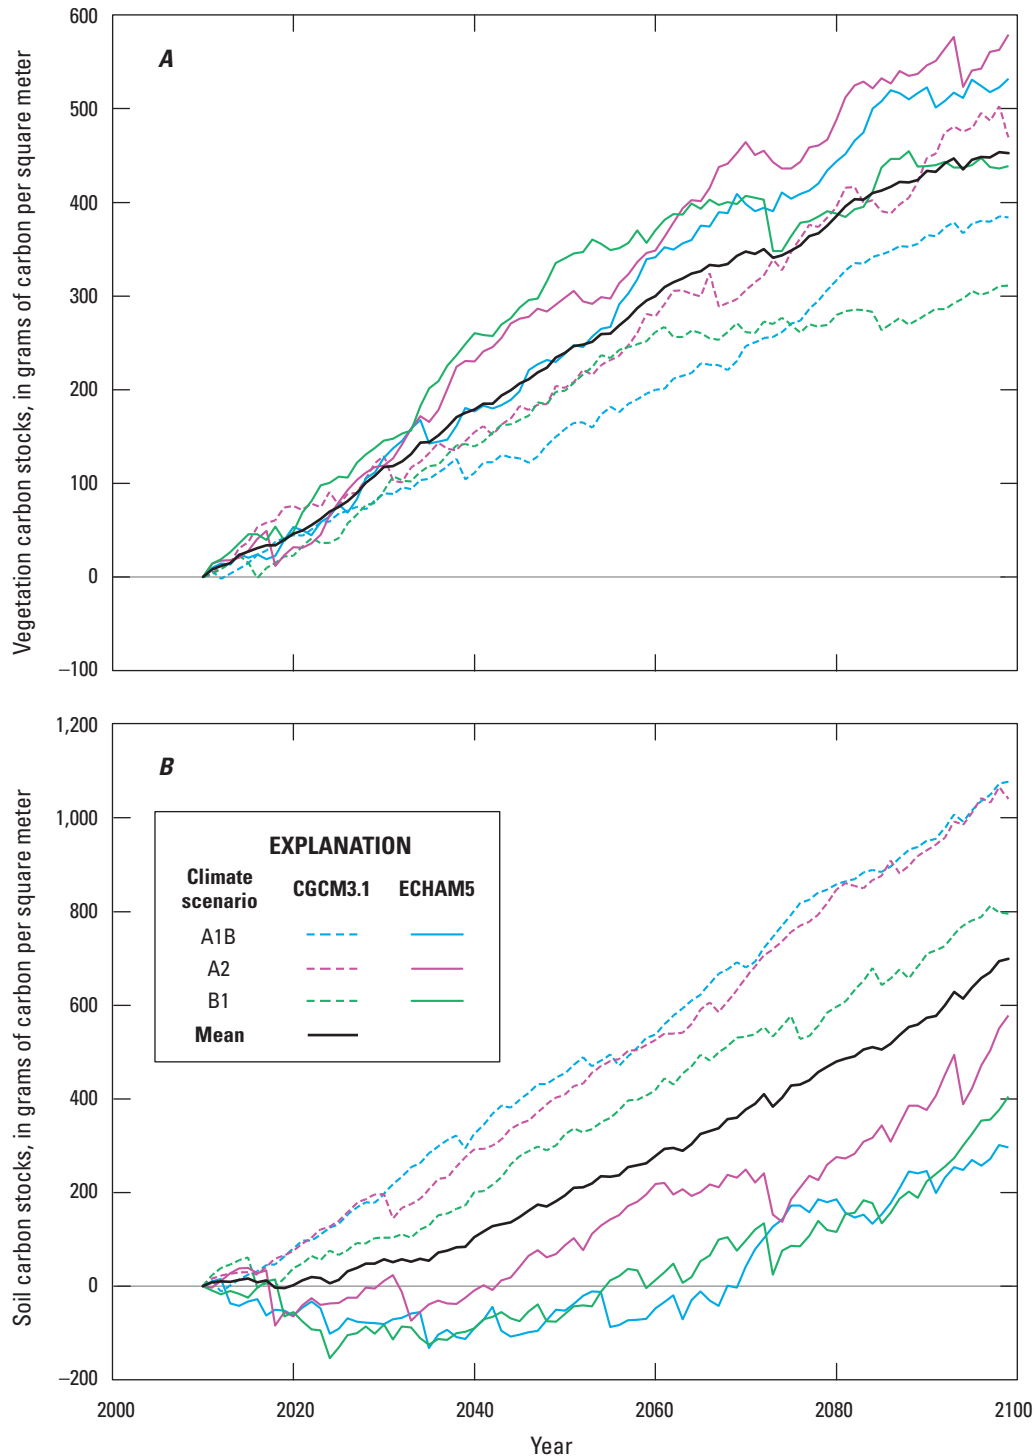 Vegetation carbon stocks, in grams of carbon per square meter
600
500
400
300
200
100
0
–100
A
Soil carbon stocks, in grams of carbon per square meter
1,200
1,000
800
600
400
200
0
–200
B
EXPLANATION
Climate scenario
CGCM3.1
ECHAM5
A1B
A2
B1
Mean
2000
2020
2040
2060
2080
2100
Year